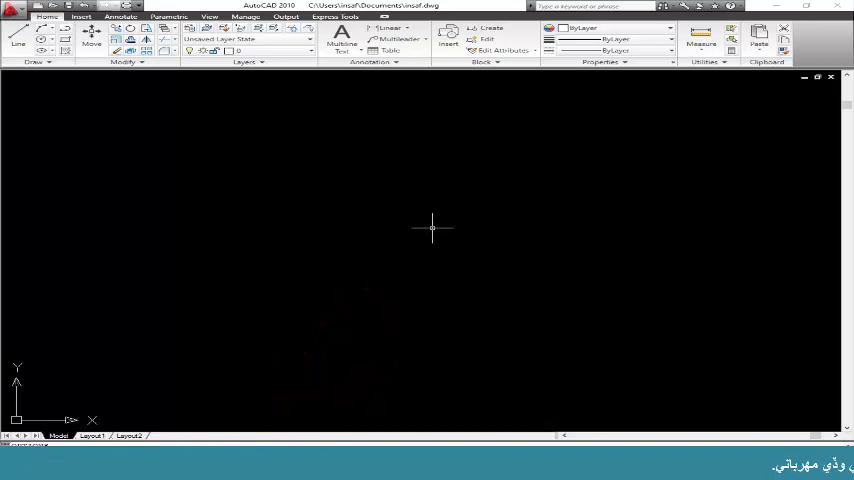 AutoCAD 2010 C:\Users\insaf\Documents\insaf.dwg
Type a keyword or phrase
Home Insert Annotate Parametric View Manage Output Express Tools
Line Move Unsaved Layer State Multiline Text Linear Multileader Table Insert Create Edit Edit Attributes ByLayer ByLayer ByLayer Measure Paste
0
Draw Modify Layers Annotation Block Properties Utilities Clipboard
Y
X
Model Layout1 Layout2
وڏي مهرباني.